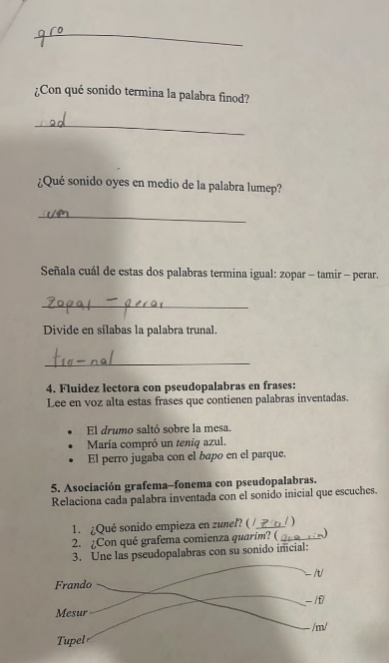 gro
¿Con qué sonido termina la palabra finod?
od
¿Qué sonido oyes en medio de la palabra lumep?
um
Señala cuál de estas dos palabras termina igual: zopar – tamir – perar.
zopar – perar
Divide en sílabas la palabra trunal.
tru-nal
4. Fluidez lectora con pseudopalabras en frases:
Lee en voz alta estas frases que contienen palabras inventadas.
• El drumo saltó sobre la mesa.
• María compró un teniq azul.
• El perro jugaba con el bapo en el parque.
5. Asociación grafema–fonema con pseudopalabras.
Relaciona cada palabra inventada con el sonido inicial que escuches.
1. ¿Qué sonido empieza en zunel? (/ /)
2. ¿Con qué grafema comienza quarim? ( )
3. Une las pseudopalabras con su sonido inicial:
– /t/
Frando
– /f/
Mesur
– /m/
Tupel